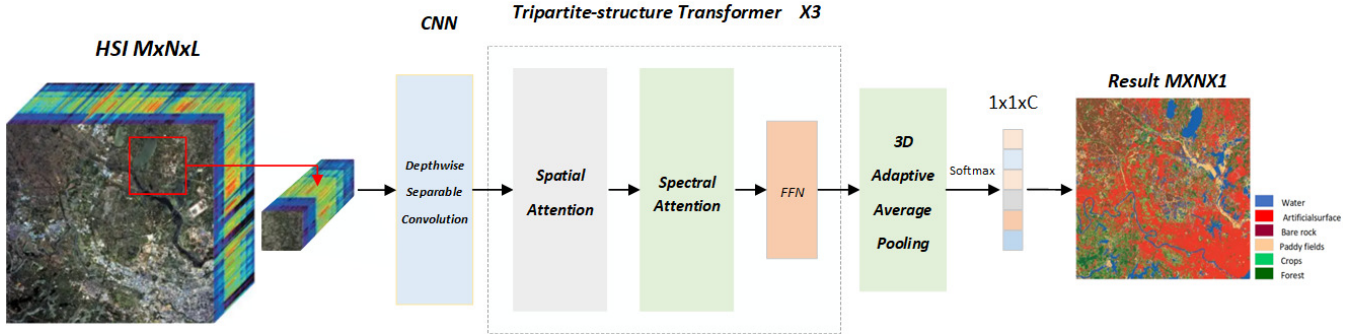 HSI MxNxL
CNN
Tripartite-structure Transformer X3
Depthwise
Separable
Convolution
Spatial
Attention
Spectral
Attention
FFN
3D
Adaptive
Average
Pooling
Softmax
1x1xC
Result MXNX1
Water
Artificialsurface
Bare rock
Paddy fields
Crops
Forest